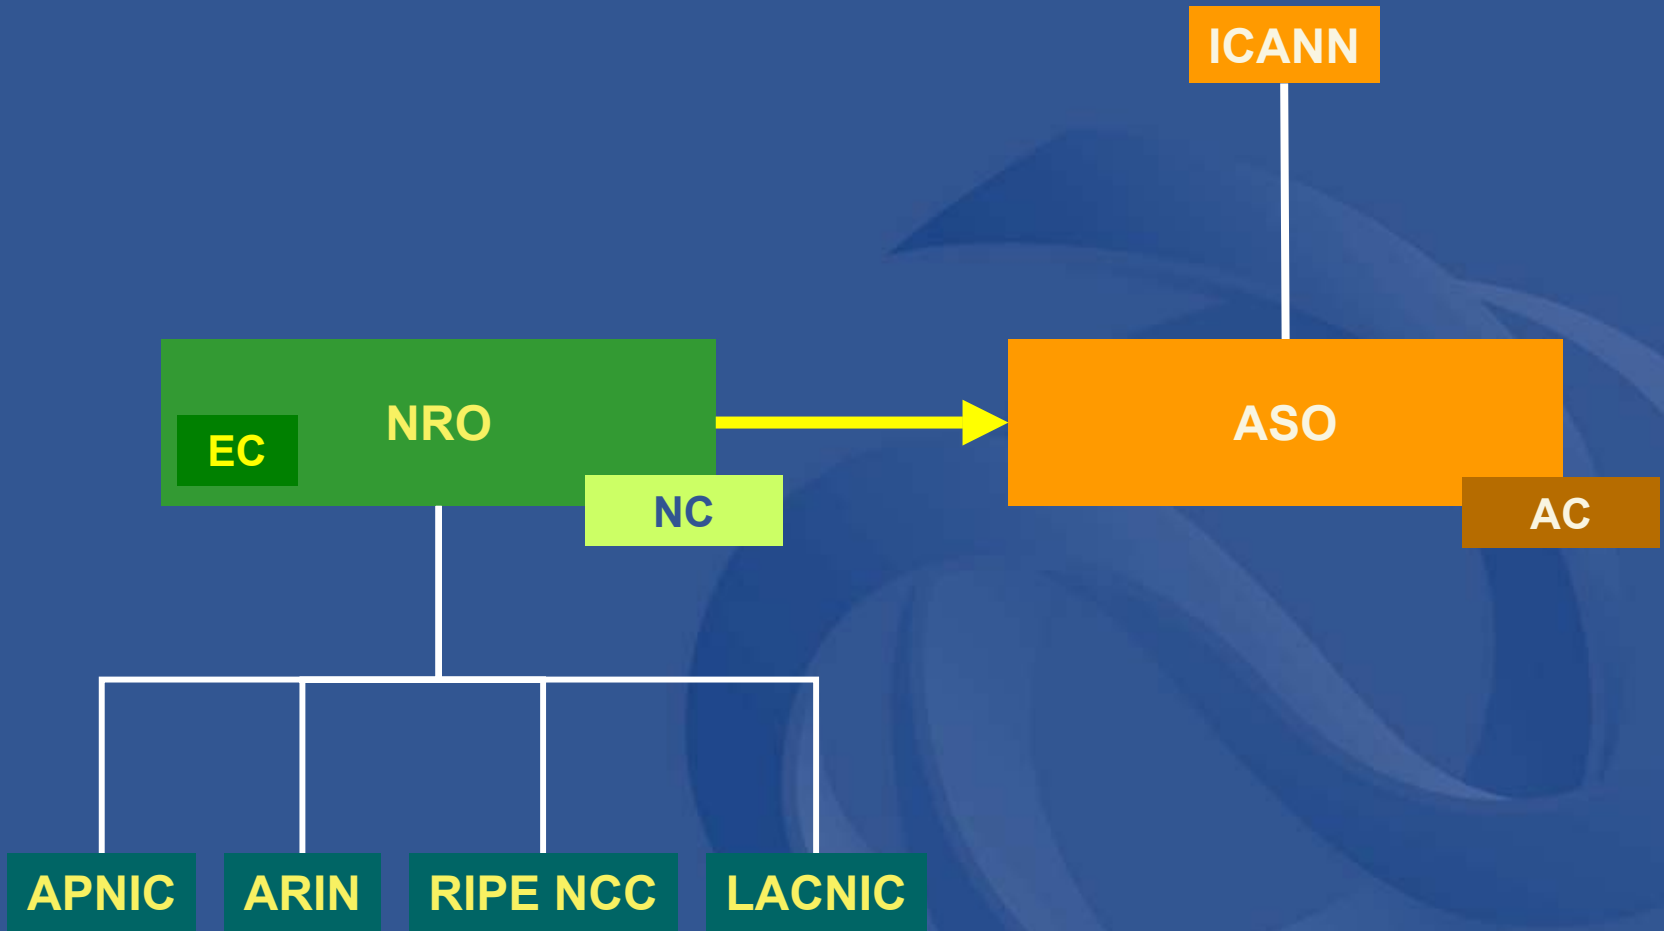 ICANN
NRO
EC
NC
ASO
AC
APNIC
ARIN
RIPE NCC
LACNIC